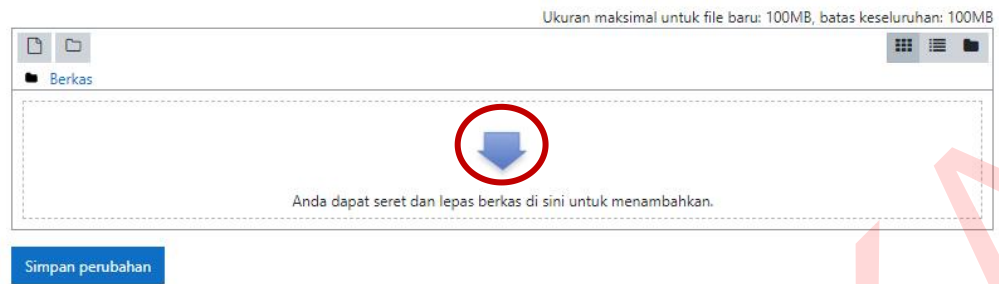 Ukuran maksimal untuk file baru: 100MB, batas keseluruhan: 100MB
Berkas
Anda dapat seret dan lepas berkas di sini untuk menambahkan.
Simpan perubahan